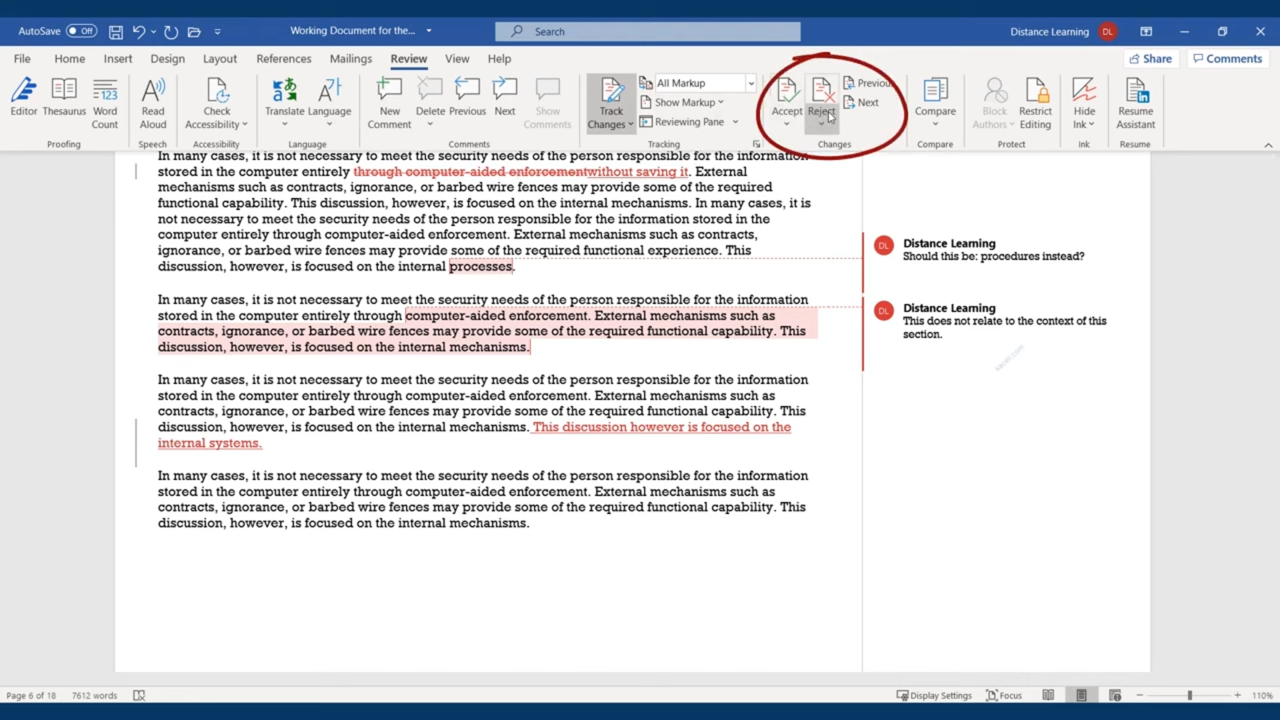 AutoSave Off Working Document for the... Search Distance Learning DL
File Home Insert Design Layout References Mailings Review View Help Share Comments
Editor Thesaurus Word Count Read Aloud Check Accessibility Translate Language New Comment Delete Previous Next Show Comments Track Changes All Markup Show Markup Reviewing Pane Accept Reject Previous Next Compare Block Authors Restrict Editing Hide Ink Resume Assistant
Proofing Speech Accessibility Language Comments Tracking Changes Compare Protect Ink Resume
In many cases, it is not necessary to meet the security needs of the person responsible for the information
stored in the computer entirely through computer-aided enforcementwithout saving it. External
mechanisms such as contracts, ignorance, or barbed wire fences may provide some of the required
functional capability. This discussion, however, is focused on the internal mechanisms. In many cases, it is
not necessary to meet the security needs of the person responsible for the information stored in the
computer entirely through computer-aided enforcement. External mechanisms such as contracts,
ignorance, or barbed wire fences may provide some of the required functional experience. This
discussion, however, is focused on the internal processes.
In many cases, it is not necessary to meet the security needs of the person responsible for the information
stored in the computer entirely through computer-aided enforcement. External mechanisms such as
contracts, ignorance, or barbed wire fences may provide some of the required functional capability. This
discussion, however, is focused on the internal mechanisms.
In many cases, it is not necessary to meet the security needs of the person responsible for the information
stored in the computer entirely through computer-aided enforcement. External mechanisms such as
contracts, ignorance, or barbed wire fences may provide some of the required functional capability. This
discussion, however, is focused on the internal mechanisms. This discussion however is focused on the
internal systems.
In many cases, it is not necessary to meet the security needs of the person responsible for the information
stored in the computer entirely through computer-aided enforcement. External mechanisms such as
contracts, ignorance, or barbed wire fences may provide some of the required functional capability. This
discussion, however, is focused on the internal mechanisms.
DL Distance Learning
Should this be: procedures instead?
DL Distance Learning
This does not relate to the context of this
section.
Page 6 of 18 7612 words Display Settings Focus 110%